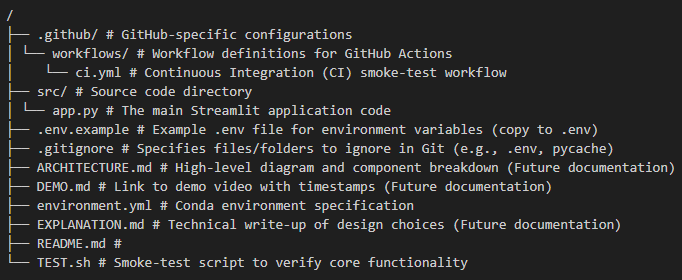 /
├── .github/ # GitHub-specific configurations
│ └── workflows/ # Workflow definitions for GitHub Actions
│   └── ci.yml # Continuous Integration (CI) smoke-test workflow
├── src/ # Source code directory
│ └── app.py # The main Streamlit application code
├── .env.example # Example .env file for environment variables (copy to .env)
├── .gitignore # Specifies files/folders to ignore in Git (e.g., .env, pycache)
├── ARCHITECTURE.md # High-level diagram and component breakdown (Future documentation)
├── DEMO.md # Link to demo video with timestamps (Future documentation)
├── environment.yml # Conda environment specification
├── EXPLANATION.md # Technical write-up of design choices (Future documentation)
├── README.md #
└── TEST.sh # Smoke-test script to verify core functionality